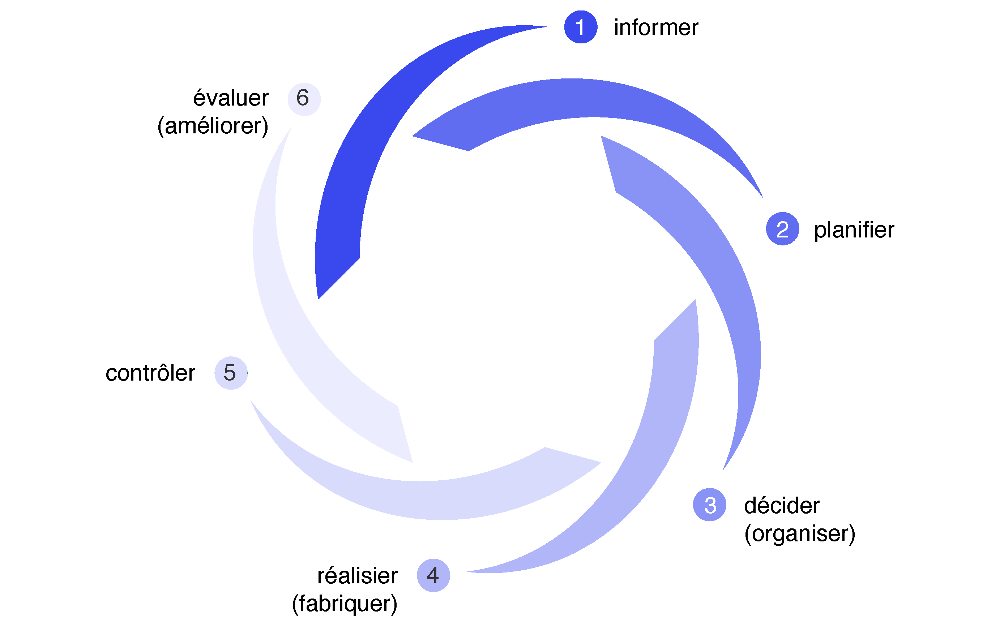 1 informer
2 planifier
3 décider
(organiser)
4 réalisier
(fabriquer)
5 contrôler
6 évaluer
(améliorer)